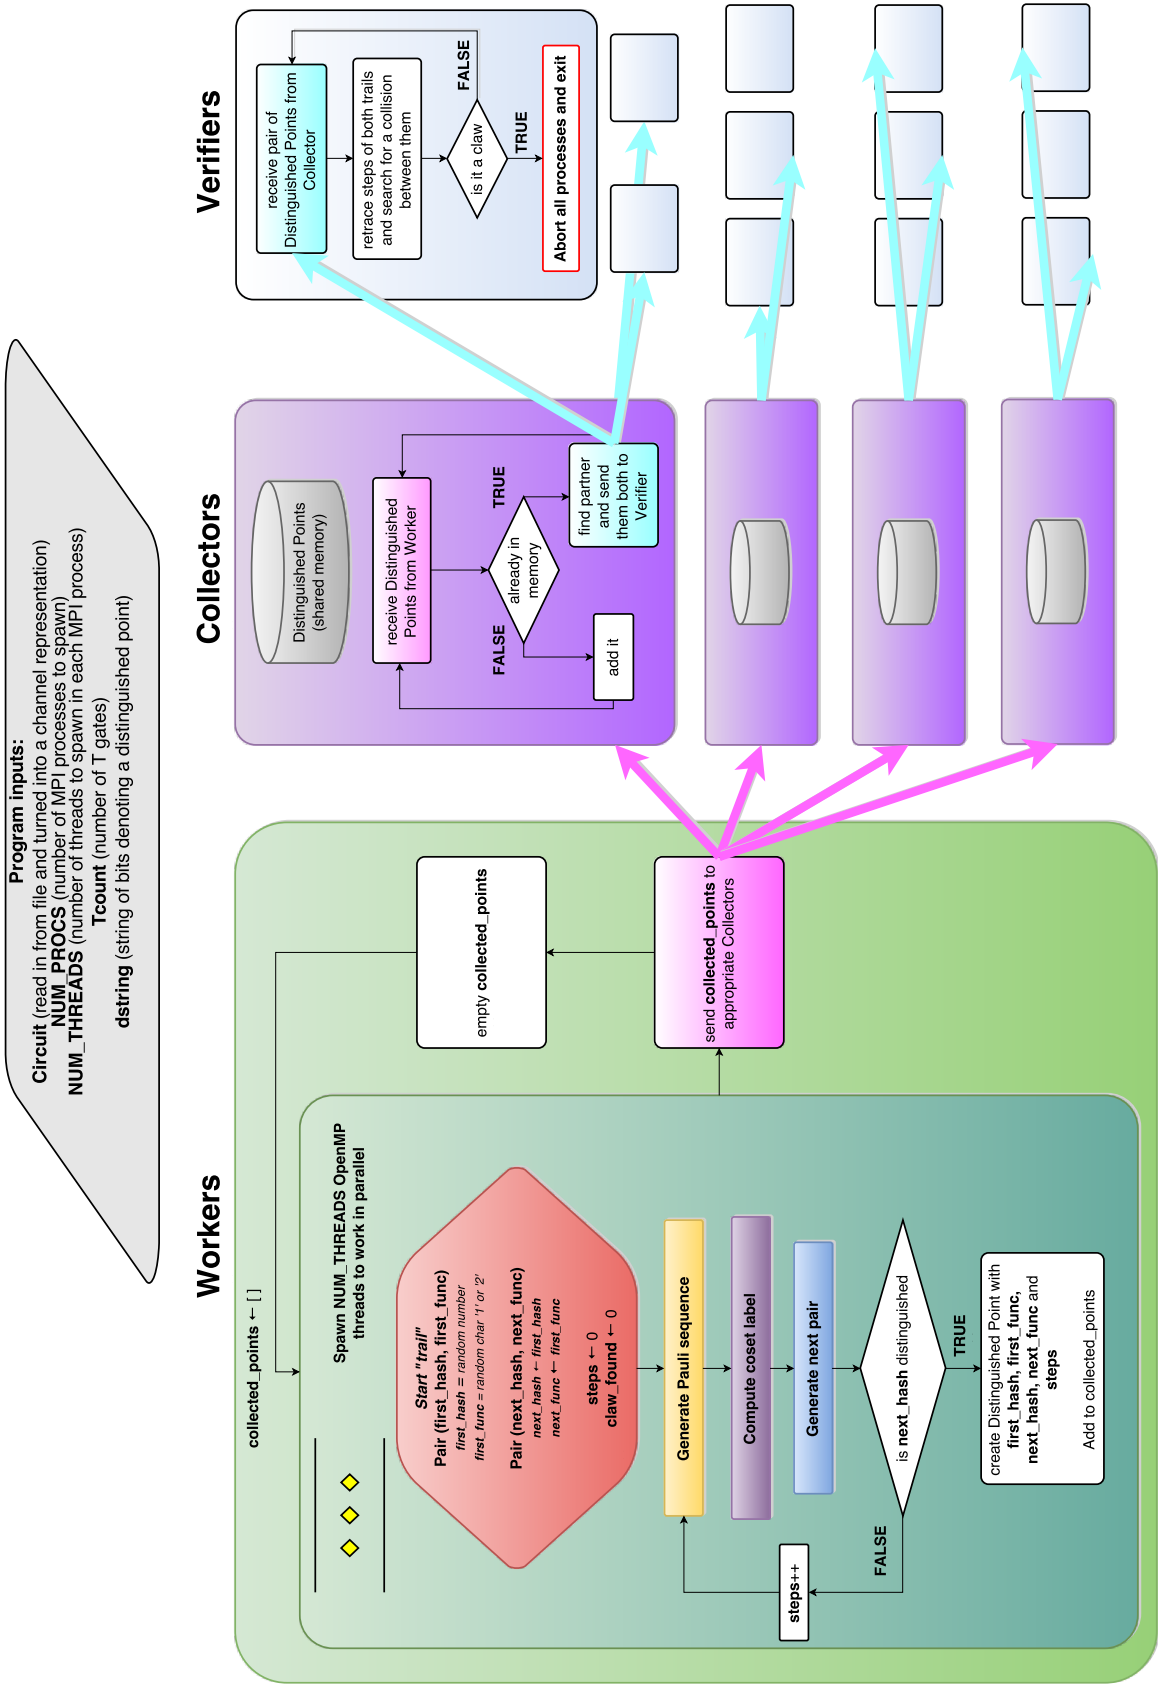 Program inputs:
Circuit (read in from file and turned into a channel representation)
NUM_PROCS (number of MPI processes to spawn)
NUM_THREADS (number of threads to spawn in each MPI process)
Tcount (number of T gates)
dstring (string of bits denoting a distinguished point)
Workers
collected_points ← [ ]
Spawn NUM_THREADS OpenMP
threads to work in parallel
Start "trail"
Pair (first_hash, first_func)
first_hash = random number
first_func = random char '1' or '2'
Pair (next_hash, next_func)
next_hash ← first_hash
next_func ← first_func
steps ← 0
claw_found ← 0
Generate Pauli sequence
Compute coset label
Generate next pair
is next_hash distinguished
FALSE
steps++
TRUE
create Distinguished Point with
first_hash, first_func,
next_hash, next_func and
steps
Add to collected_points
empty collected_points
send collected_points to
appropriate Collectors
Collectors
Distinguished Points
(shared memory)
receive Distinguished
Points from Worker
already in
memory
FALSE
TRUE
add it
find partner
and send
them both to
Verifier
Verifiers
receive pair of
Distinguished Points from
Collector
retrace steps of both trails
and search for a collision
between them
is it a claw
FALSE
TRUE
Abort all processes and exit